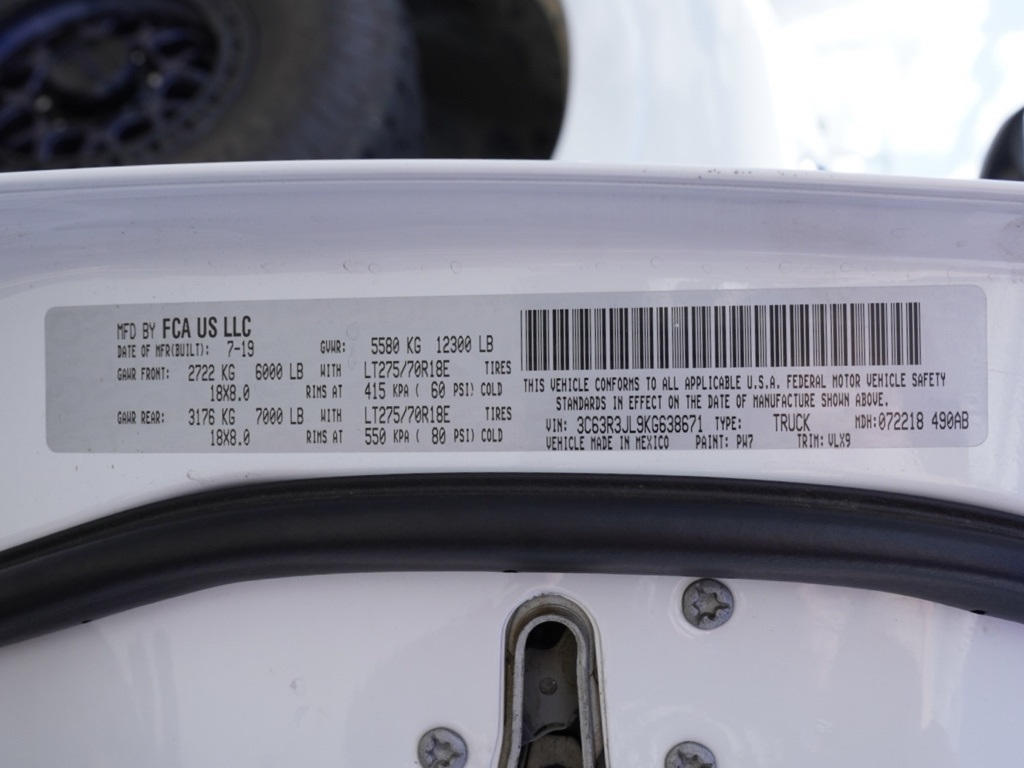 MFD BY FCA US LLC
DATE OF MFR(BUILT): 7-19 GVWR: 5580 KG 12300 LB
GAWR FRONT: 2722 KG 6000 LB WITH LT275/70R18E TIRES
18X8.0 RIMS AT 415 KPA ( 60 PSI) COLD
GAWR REAR: 3176 KG 7000 LB WITH LT275/70R18E TIRES
18X8.0 RIMS AT 550 KPA ( 80 PSI) COLD
THIS VEHICLE CONFORMS TO ALL APPLICABLE U.S.A. FEDERAL MOTOR VEHICLE SAFETY
STANDARDS IN EFFECT ON THE DATE OF MANUFACTURE SHOWN ABOVE.
VIN: 3C63R3JL9KG638671 TYPE: TRUCK MDH:072218 490AB
VEHICLE MADE IN MEXICO PAINT: PW7 TRIM: VLX9